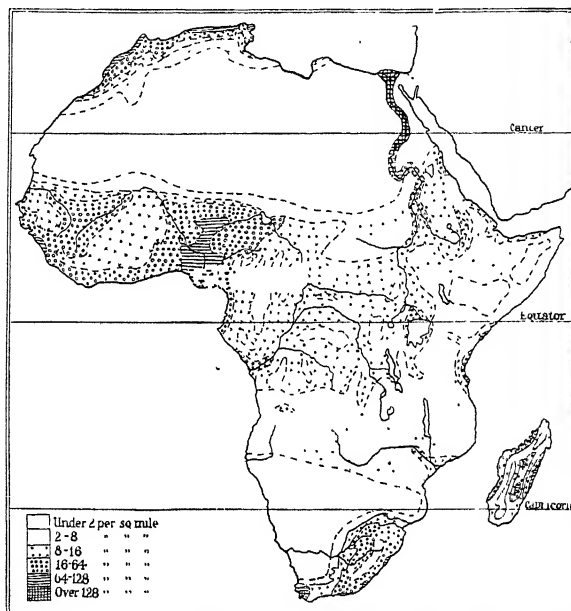 Cancer
Equator
Capricorn
Under 2 per sq mile
2-8 " " "
8-16 " " "
16-64 " " "
64-128 " " "
Over 128 " " "